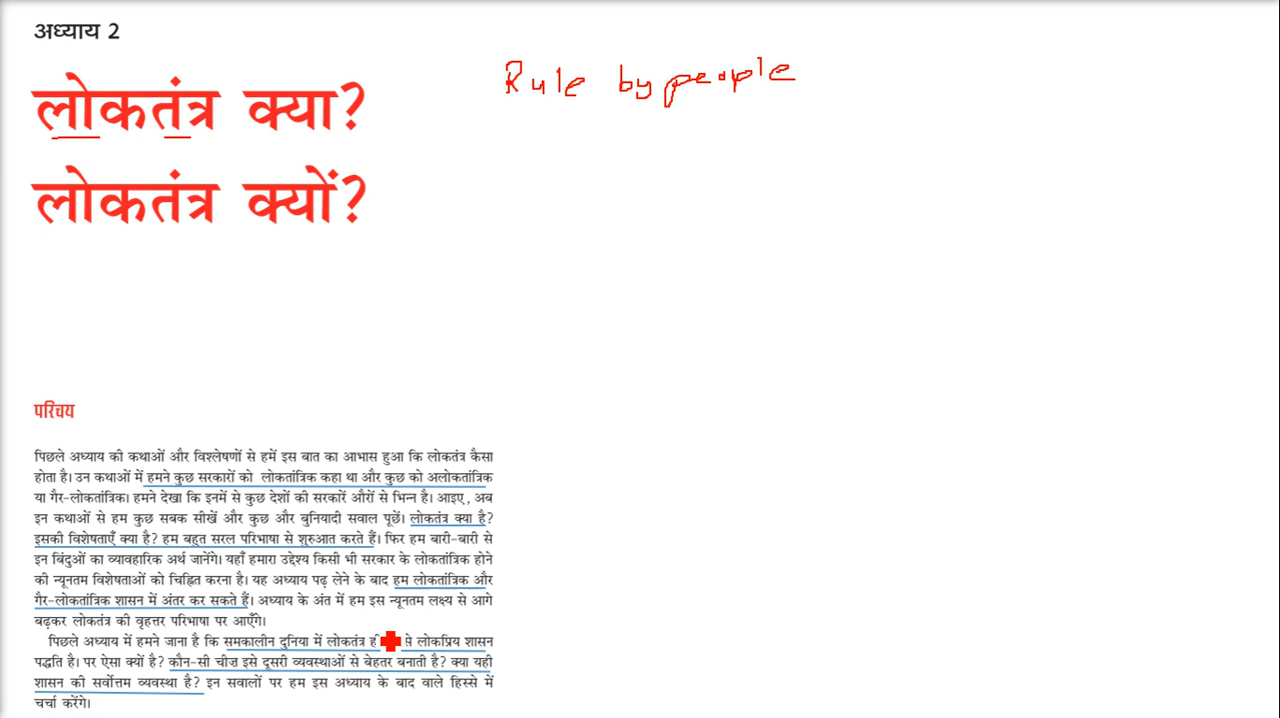 अध्याय 2
लोकतंत्र क्या?
Rule by people
लोकतंत्र क्यों?
परिचय
पिछले अध्याय की कथाओं और विश्लेषणों से हमें इस बात का आभास हुआ कि लोकतंत्र कैसा
होता है। उन कथाओं में हमने कुछ सरकारों को लोकतांत्रिक कहा था और कुछ को अलोकतांत्रिक
या गैर-लोकतांत्रिक। हमने देखा कि इनमें से कुछ देशों की सरकारें औरों से भिन्न है। आइए, अब
इन कथाओं से हम कुछ सबक सीखें और कुछ और बुनियादी सवाल पूछें। लोकतंत्र क्या है?
इसकी विशेषताएँ क्या है? हम बहुत सरल परिभाषा से शुरुआत करते हैं। फिर हम बारी-बारी से
इन बिंदुओं का व्यावहारिक अर्थ जानेंगे। यहाँ हमारा उद्देश्य किसी भी सरकार के लोकतांत्रिक होने
की न्यूनतम विशेषताओं को चिह्नित करना है। यह अध्याय पढ़ लेने के बाद हम लोकतांत्रिक और
गैर-लोकतांत्रिक शासन में अंतर कर सकते हैं। अध्याय के अंत में हम इस न्यूनतम लक्ष्य से आगे
बढ़कर लोकतंत्र की वृहत्तर परिभाषा पर आएँगे।
पिछले अध्याय में हमने जाना है कि समकालीन दुनिया में लोकतंत्र ही से लोकप्रिय शासन
पद्धति है। पर ऐसा क्यों है? कौन-सी चीज़ इसे दूसरी व्यवस्थाओं से बेहतर बनाती है? क्या यही
शासन की सर्वोत्तम व्यवस्था है? इन सवालों पर हम इस अध्याय के बाद वाले हिस्से में
चर्चा करेंगे।